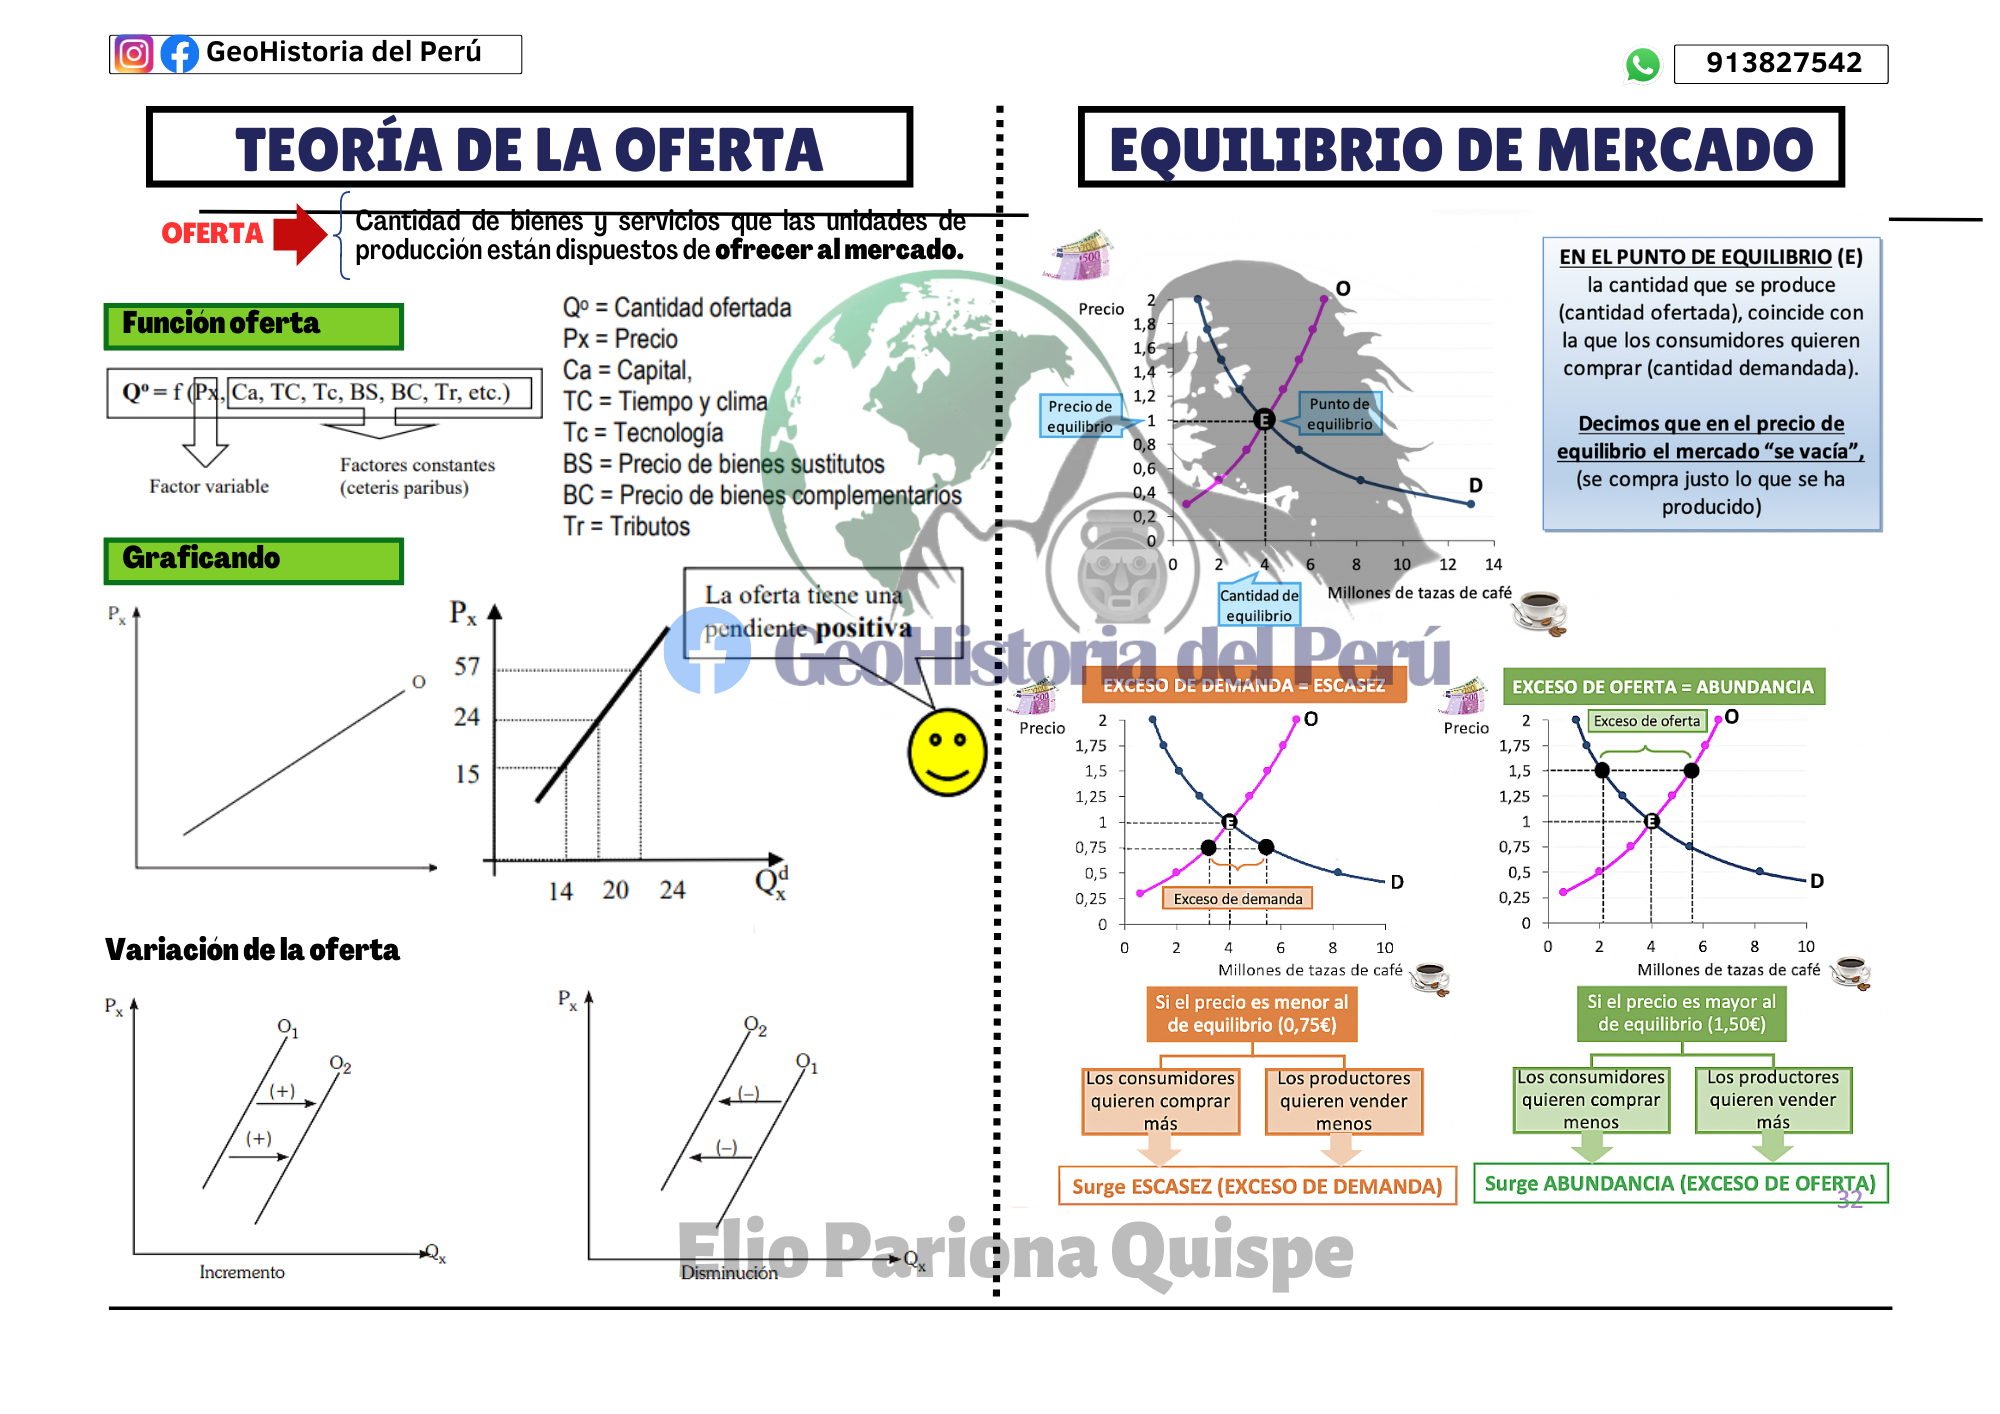 GeoHistoria del Perú
913827542
TEORÍA DE LA OFERTA
OFERTA
Cantidad de bienes y servicios que las unidades de
producción están dispuestos de ofrecer al mercado.
Función oferta
Qº = f (Px, Ca, TC, Tc, BS, BC, Tr, etc.)
Factor variable
Factores constantes
(ceteris paribus)
Qº = Cantidad ofertada
Px = Precio
Ca = Capital,
TC = Tiempo y clima
Tc = Tecnología
BS = Precio de bienes sustitutos
BC = Precio de bienes complementarios
Tr = Tributos
Graficando
Px
O
Px
57
24
15
14 20 24
Qdx
La oferta tiene una
pendiente positiva
Variación de la oferta
Px
O1
O2
(+)
(+)
Qx
Incremento
Px
O2
O1
(–)
(–)
Qx
Disminución
EQUILIBRIO DE MERCADO
Precio
2
1,8
1,6
1,4
1,2
1
0,8
0,6
0,4
0,2
0
0 2 4 6 8 10 12 14
O
D
E
Precio de
equilibrio
Punto de
equilibrio
Cantidad de
equilibrio
Millones de tazas de café
EN EL PUNTO DE EQUILIBRIO (E)
la cantidad que se produce
(cantidad ofertada), coincide con
la que los consumidores quieren
comprar (cantidad demandada).
Decimos que en el precio de
equilibrio el mercado “se vacía”,
(se compra justo lo que se ha
producido)
GeoHistoria del Perú
EXCESO DE DEMANDA = ESCASEZ
Precio
2
1,75
1,5
1,25
1
0,75
0,5
0,25
0
0 2 4 6 8 10
O
E
D
Exceso de demanda
Millones de tazas de café
Si el precio es menor al
de equilibrio (0,75€)
Los consumidores
quieren comprar
más
Los productores
quieren vender
menos
Surge ESCASEZ (EXCESO DE DEMANDA)
EXCESO DE OFERTA = ABUNDANCIA
Precio
2
1,75
1,5
1,25
1
0,75
0,5
0,25
0
0 2 4 6 8 10
Exceso de oferta
O
E
D
Millones de tazas de café
Si el precio es mayor al
de equilibrio (1,50€)
Los consumidores
quieren comprar
menos
Los productores
quieren vender
más
Surge ABUNDANCIA (EXCESO DE OFERTA)
32
Elio Pariona Quispe